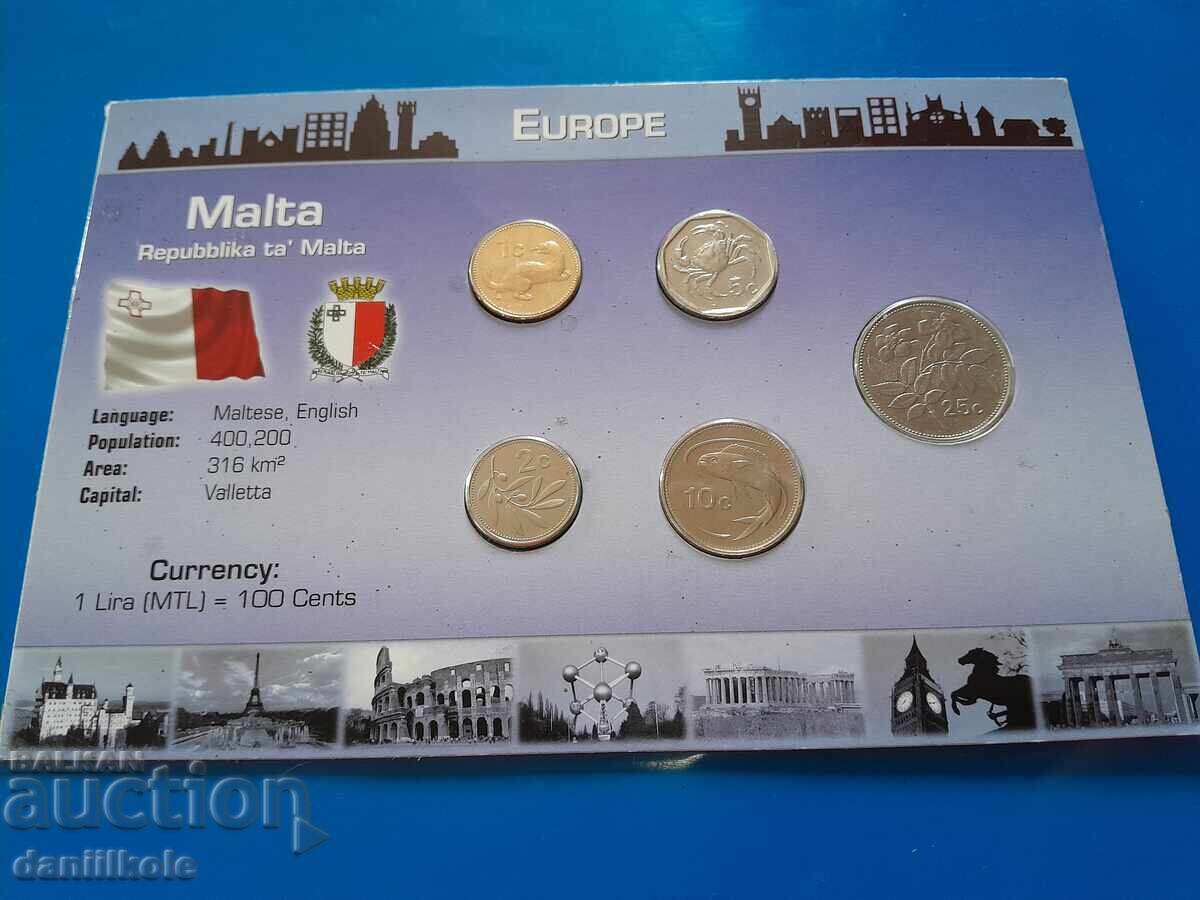 EUROPE
Malta
Repubblika ta' Malta
Language: Maltese, English
Population: 400,200
Area: 316 km²
Capital: Valletta
Currency:
1 Lira (MTL) = 100 Cents
1c
5c
25c
2c
10c
BALKAN
auction
daniilkole